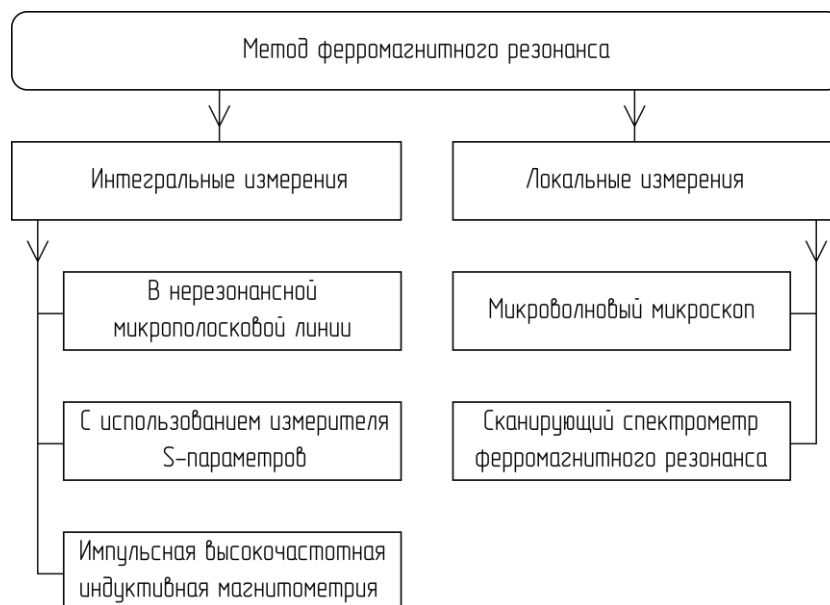 Метод ферромагнитного резонанса
Интегральные измерения
Локальные измерения
В нерезонансной
микрополосковой линии
Микроволновый микроскоп
С использованием измерителя
S-параметров
Сканирующий спектрометр
ферромагнитного резонанса
Импульсная высокочастотная
индуктивная магнитометрия